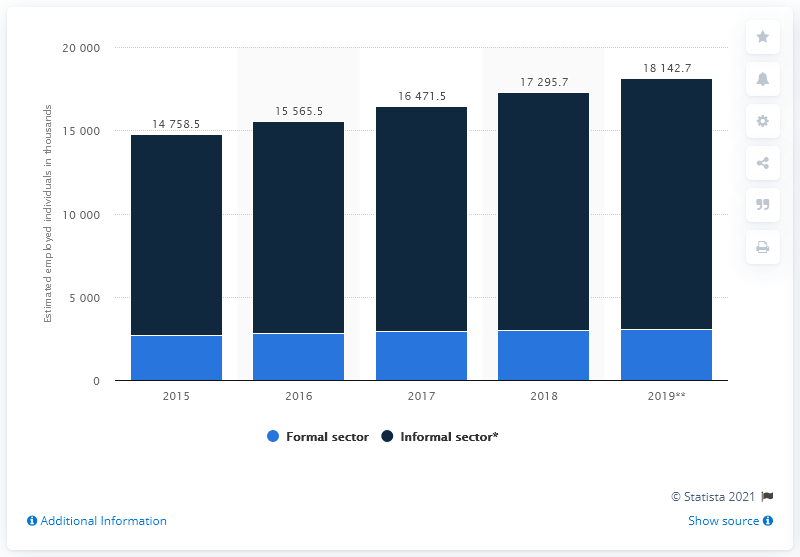 20 000
15 000
10 000
5 000
0
Estimated employed individuals in thousands
14 758.5
15 565.5
16 471.5
17 295.7
18 142.7
2015
2016
2017
2018
2019**
Formal sector
Informal sector*
© Statista 2021
Additional Information
Show source